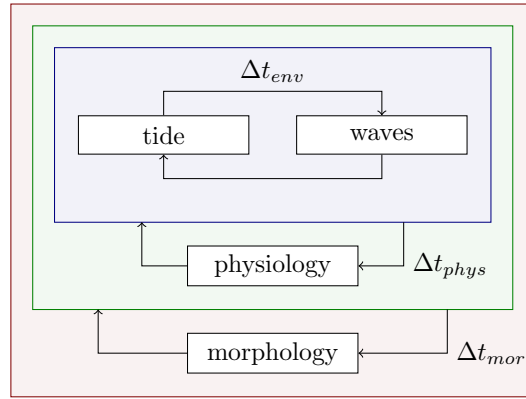 Δt_env
tide waves
physiology Δt_phys
morphology Δt_mor